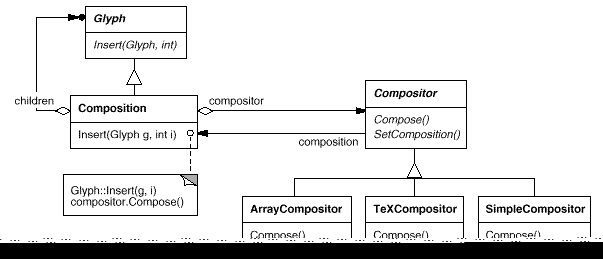 Glyph
Insert(Glyph, int)
children
Composition
Insert(Glyph g, int i)
compositor
composition
Compositor
Compose()
SetComposition()
Glyph::Insert(g, i)
compositor.Compose()
ArrayCompositor
Compose()
TeXCompositor
Compose()
SimpleCompositor
Compose()